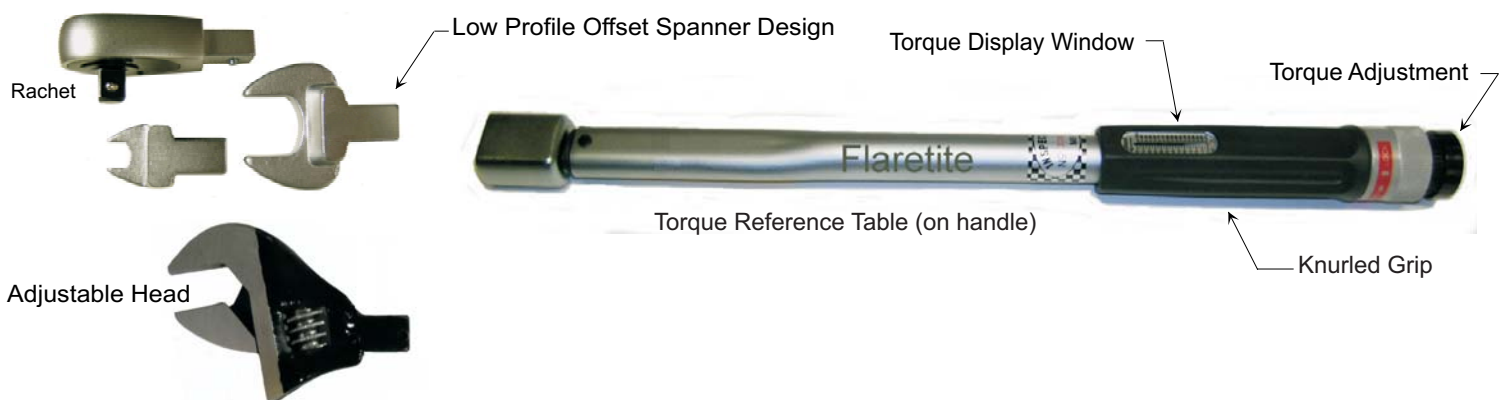 Low Profile Offset Spanner Design
Rachet
Torque Display Window
Torque Adjustment
Flaretite
Torque Reference Table (on handle)
Knurled Grip
Adjustable Head